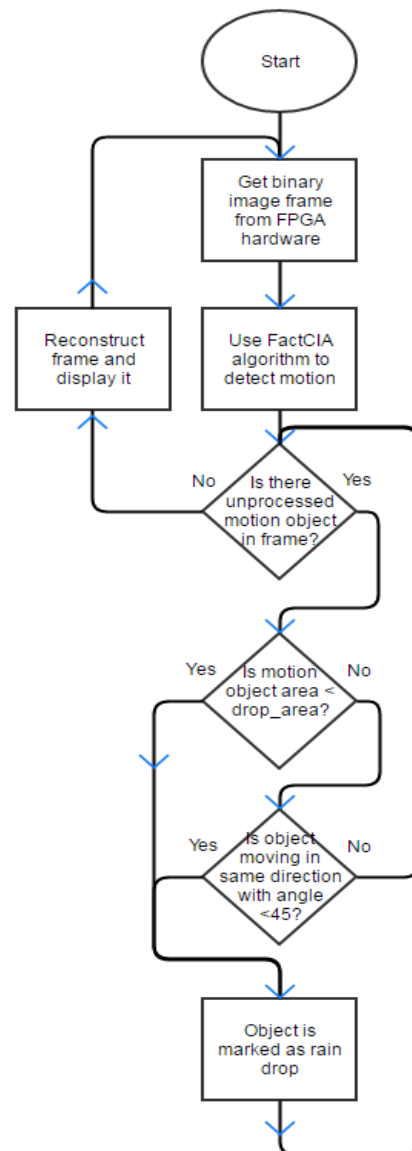 Start
Get binary
image frame
from FPGA
hardware
Reconstruct
frame and
display it
Use FactCIA
algorithm to
detect motion
No
Is there
unprocessed
motion object
in frame?
Yes
Yes
Is motion
object area <
drop_area?
No
Yes
Is object
moving in
same direction
with angle
<45?
No
Object is
marked as rain
drop